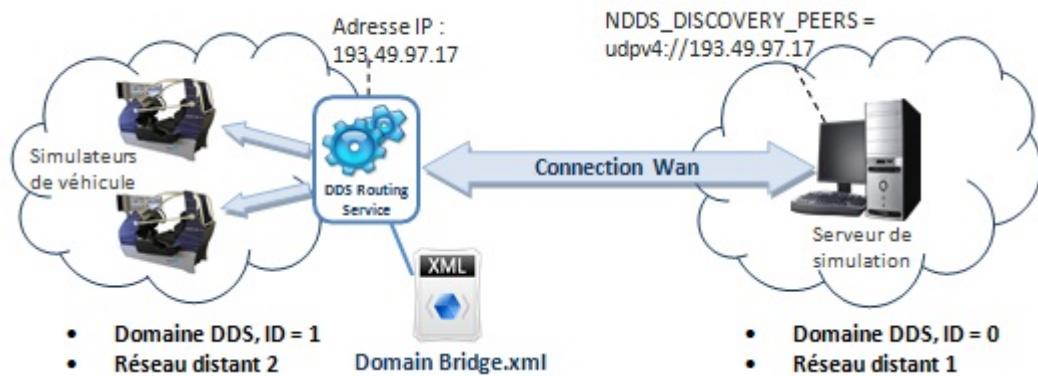 Adresse IP :
193.49.97.17
NDDS_DISCOVERY_PEERS =
udpv4://193.49.97.17
Simulateurs
de véhicule
DDS Routing
Service
Connection Wan
Serveur de
simulation
XML
Domain Bridge.xml
• Domaine DDS, ID = 1
• Réseau distant 2
• Domaine DDS, ID = 0
• Réseau distant 1